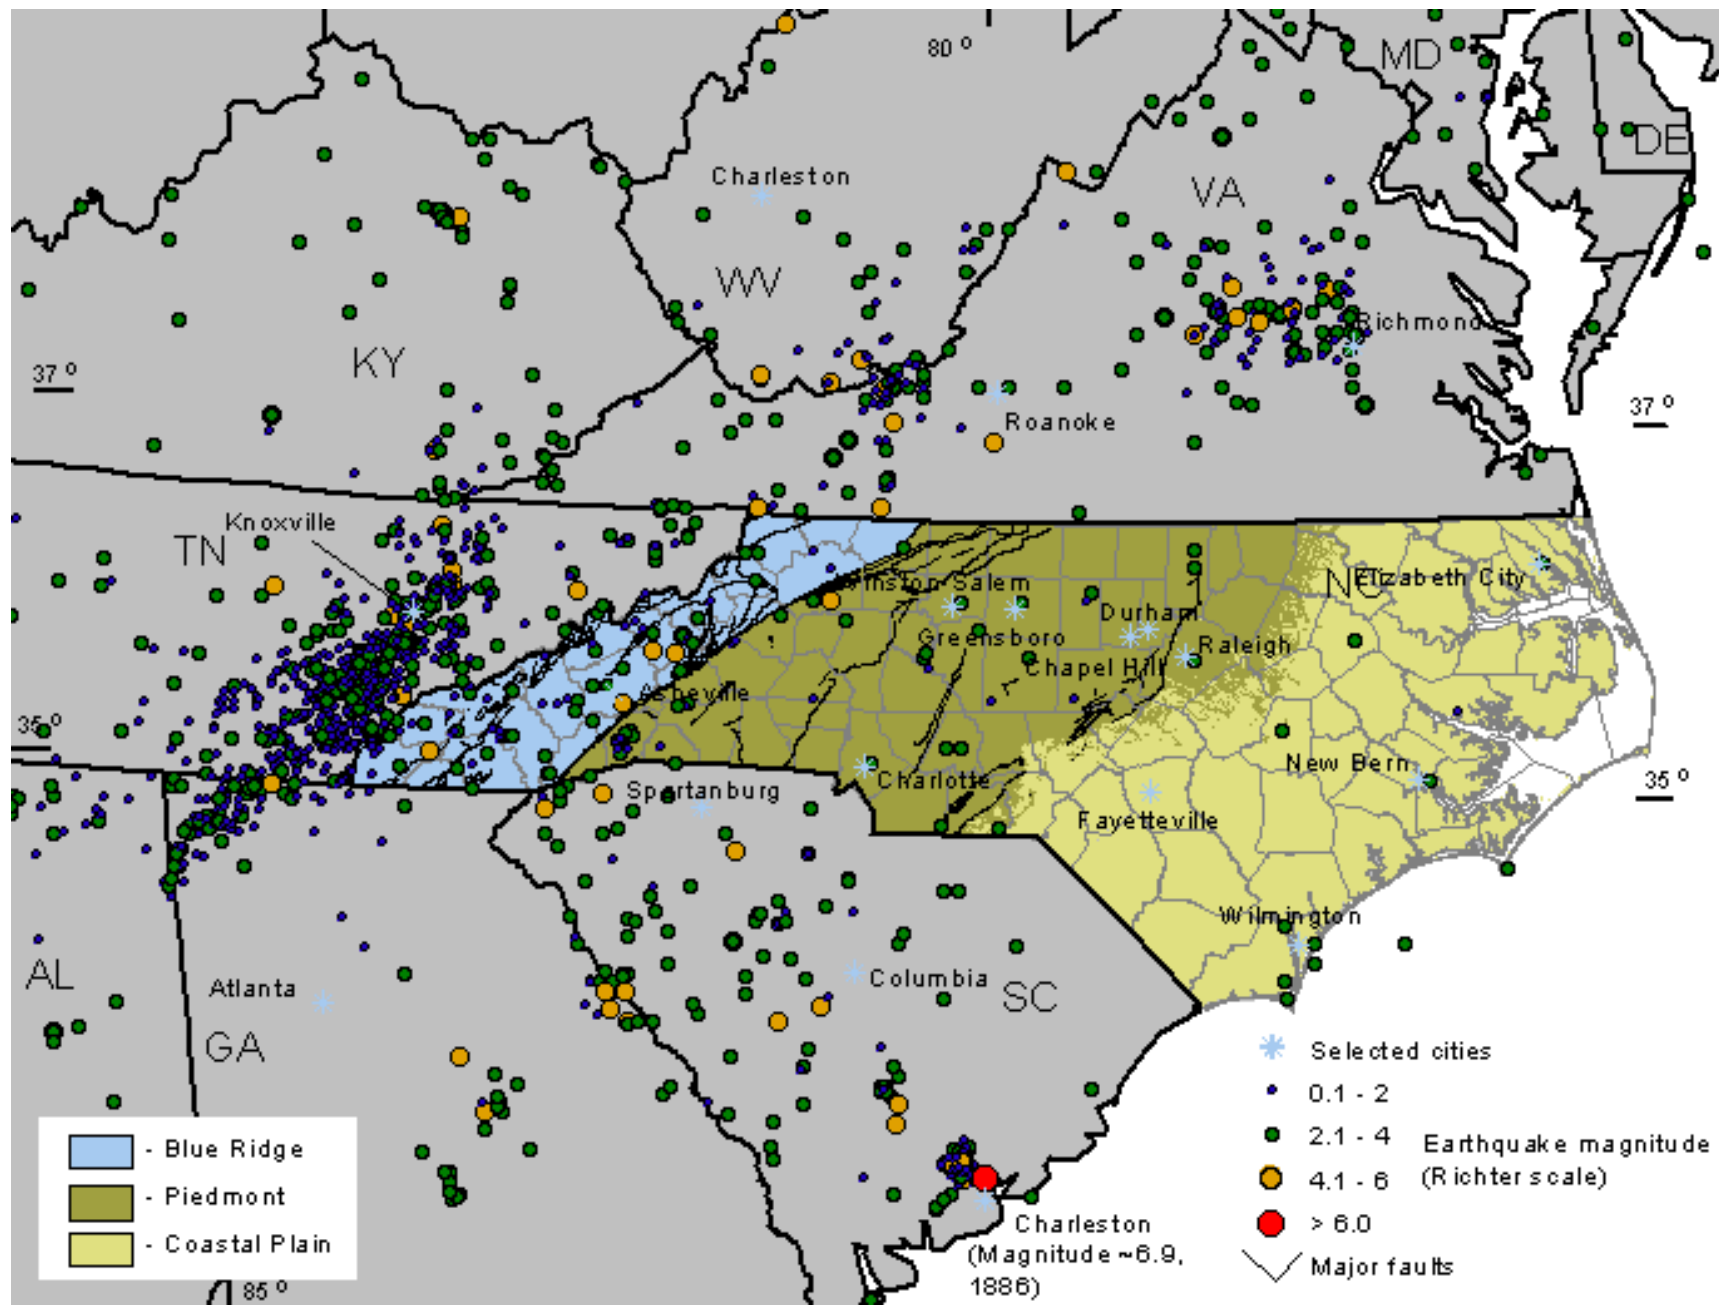 80 º
MD
DE
Charleston
VA
WV
Richmond
KY
37 º
37 º
Roanoke
Knoxville
TN
NC
Elizabeth City
Winston Salem
Durham
Greensboro
Raleigh
Chapel Hill
Asheville
35 º
New Bern
35 º
Charlotte
Spartanburg
Fayetteville
Wilmington
AL
Atlanta
Columbia
SC
GA
Selected cities
0.1 - 2
2.1 - 4
Earthquake magnitude
4.1 - 6
(Richter scale)
> 6.0
Major faults
- Blue Ridge
- Piedmont
- Coastal Plain
Charleston
(Magnitude ~6.9,
1886)
85 º